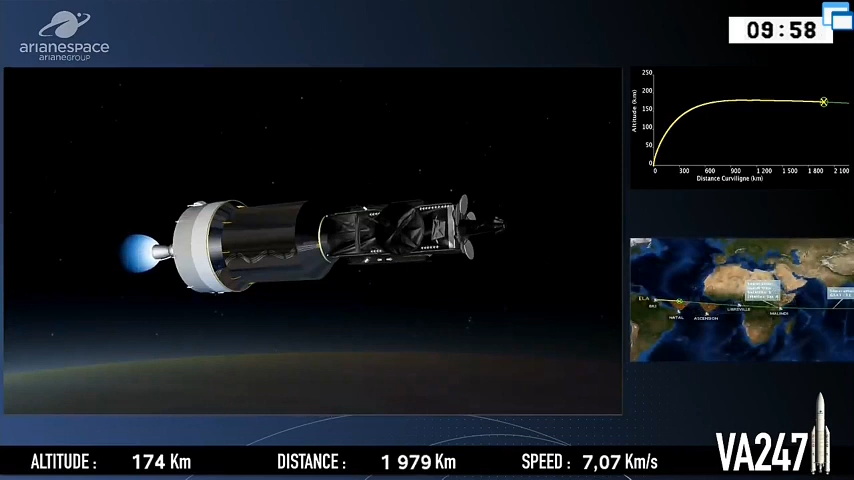 arianespace
arianeGROUP
09:58
250
200
150
100
50
0
Altitude (km)
0 300 600 900 1 200 1 500 1 800 2 100
Distance Curviligne (km)
ELA
NATAL
ASCENSION
LIBREVILLE
MALINDI
ALTITUDE : 174 Km
DISTANCE : 1 979 Km
SPEED : 7,07 Km/s
VA247